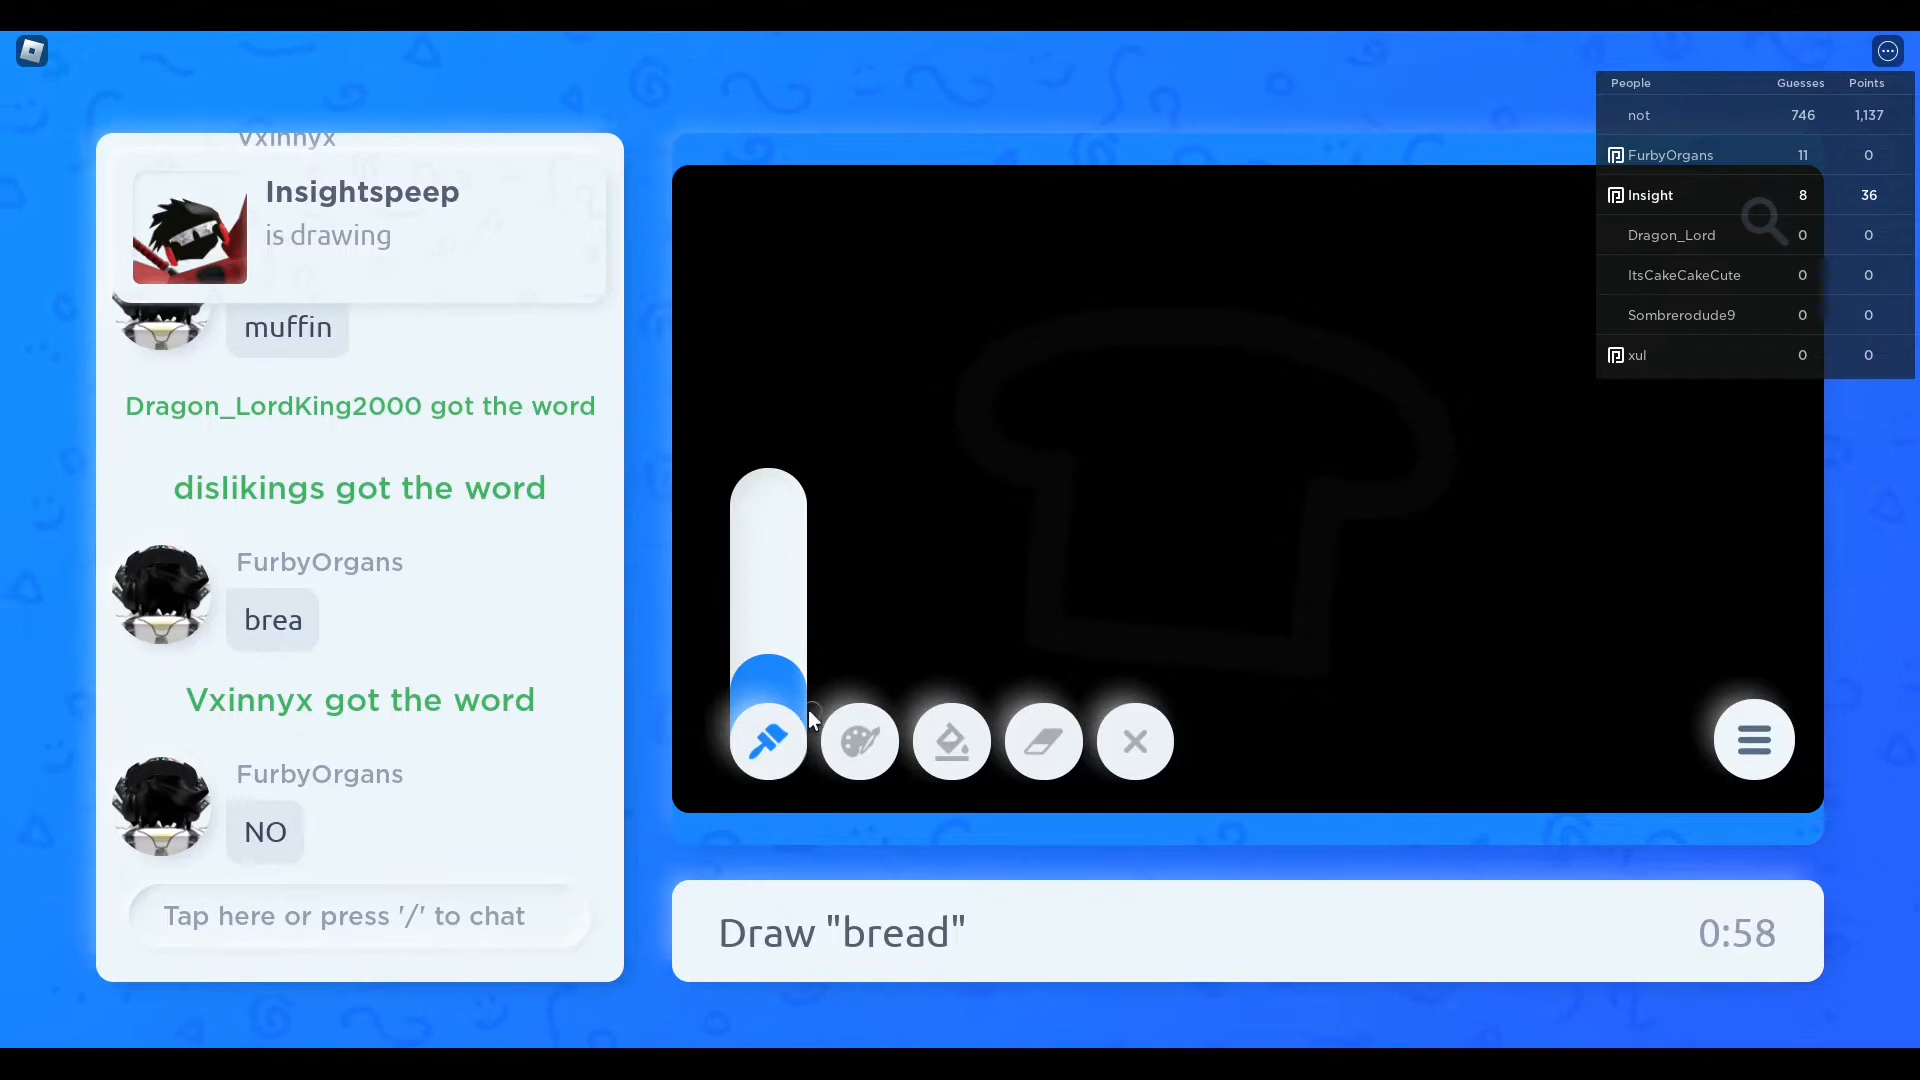 Vxinnyx
Insightspeep
is drawing
muffin
Dragon_LordKing2000 got the word
dislikings got the word
FurbyOrgans
brea
Vxinnyx got the word
FurbyOrgans
NO
Tap here or press '/' to chat
People Guesses Points
not 746 1,137
FurbyOrgans 11 0
Insight 8 36
Dragon_Lord 0 0
ItsCakeCakeCute 0 0
Sombrerodude9 0 0
xul 0 0
Draw "bread" 0:58